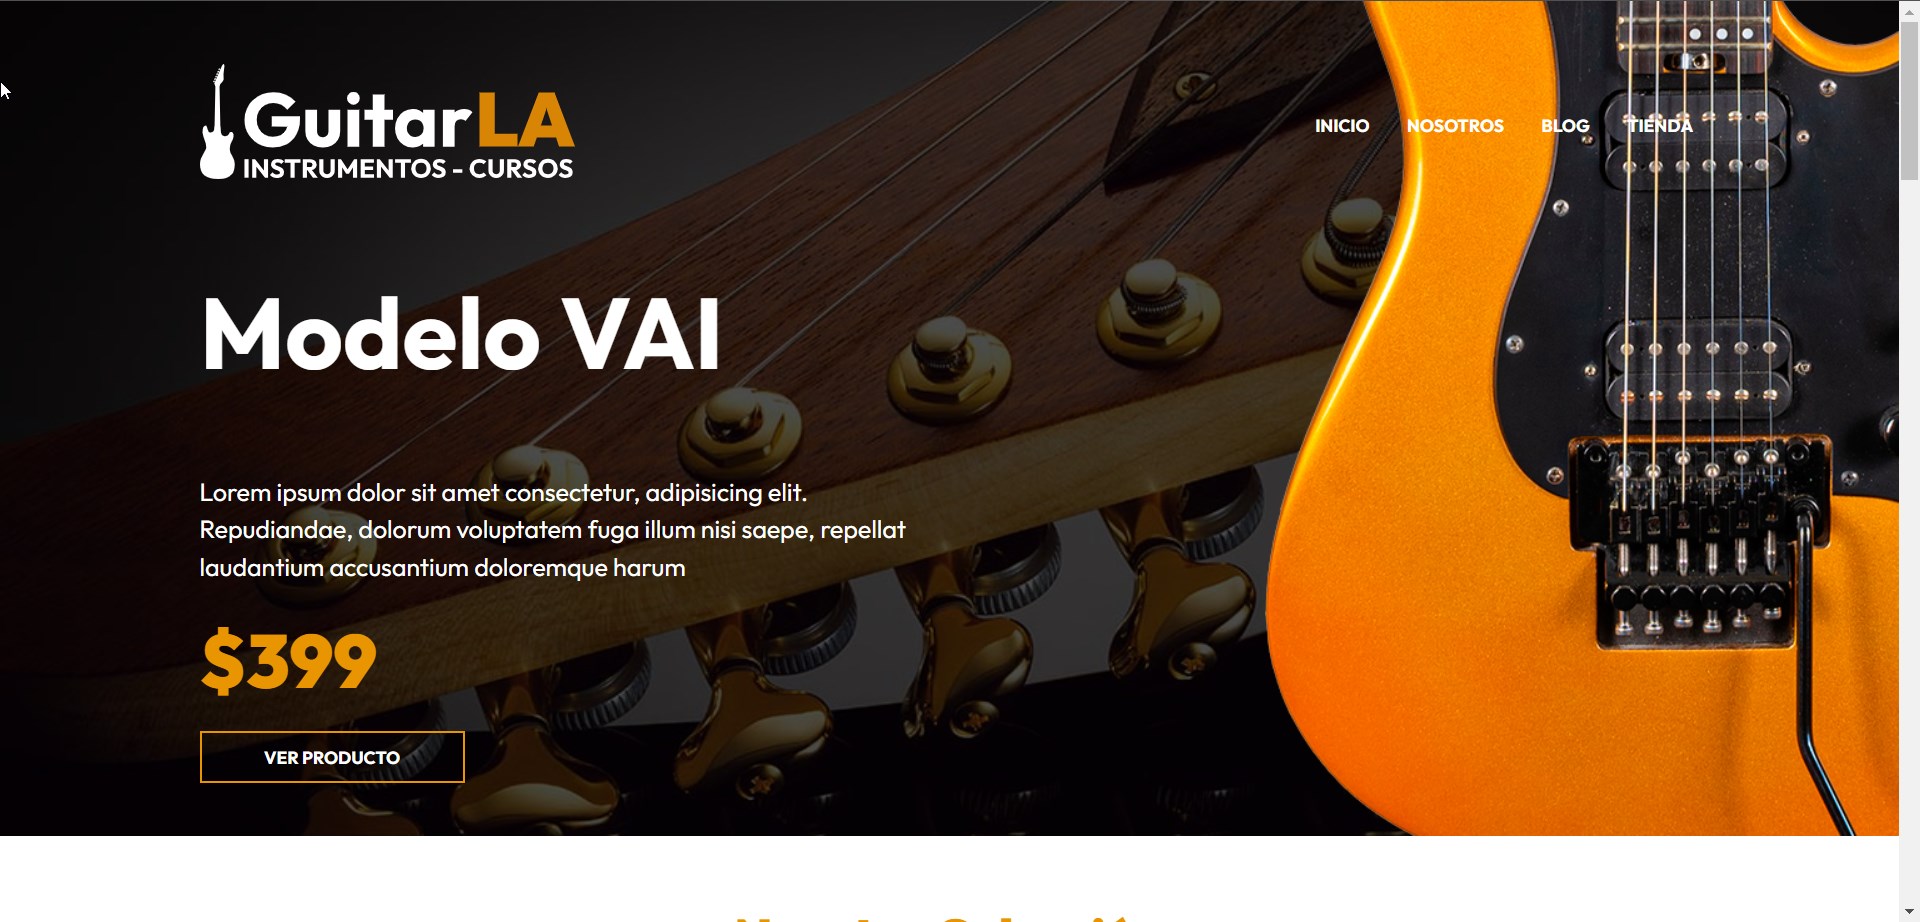 GuitarLA
INSTRUMENTOS - CURSOS
INICIO NOSOTROS BLOG TIENDA
Modelo VAI
Lorem ipsum dolor sit amet consectetur, adipisicing elit.
Repudiandae, dolorum voluptatem fuga illum nisi saepe, repellat
laudantium accusantium doloremque harum
$399
VER PRODUCTO